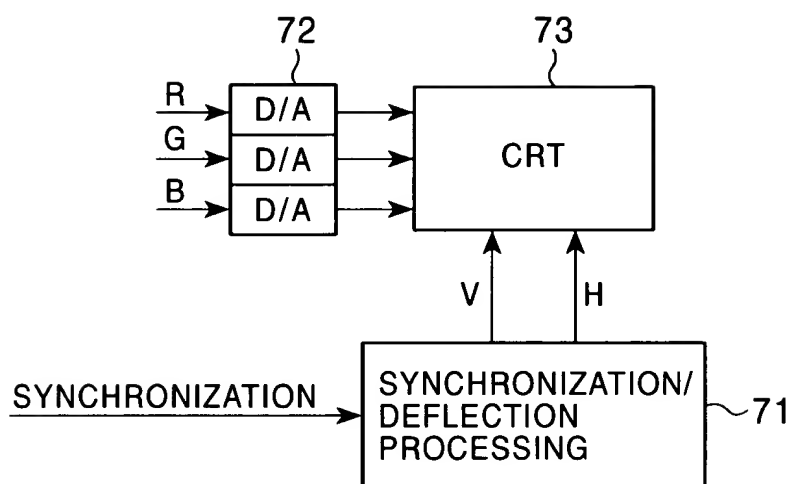 72
73
R
D/A
G
D/A
B
D/A
CRT
V
H
SYNCHRONIZATION
SYNCHRONIZATION/
DEFLECTION
PROCESSING
71